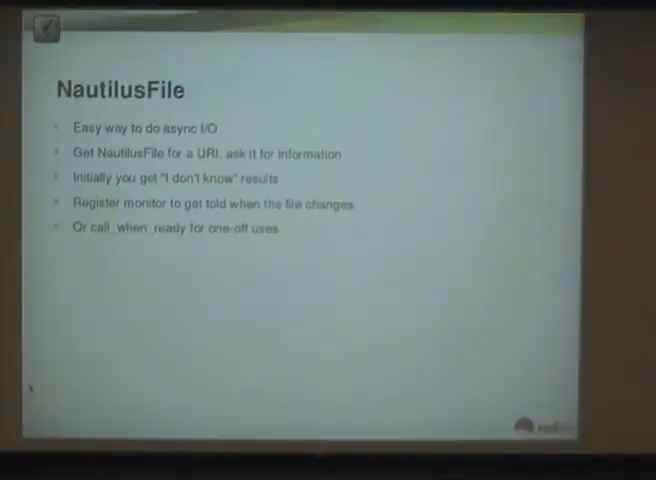 NautilusFile
Easy way to do async I/O
Get NautilusFile for a URI, ask it for information
Initially you get "I don't know" results
Register monitor to get told when the file changes
Or call_when_ready for one-off uses